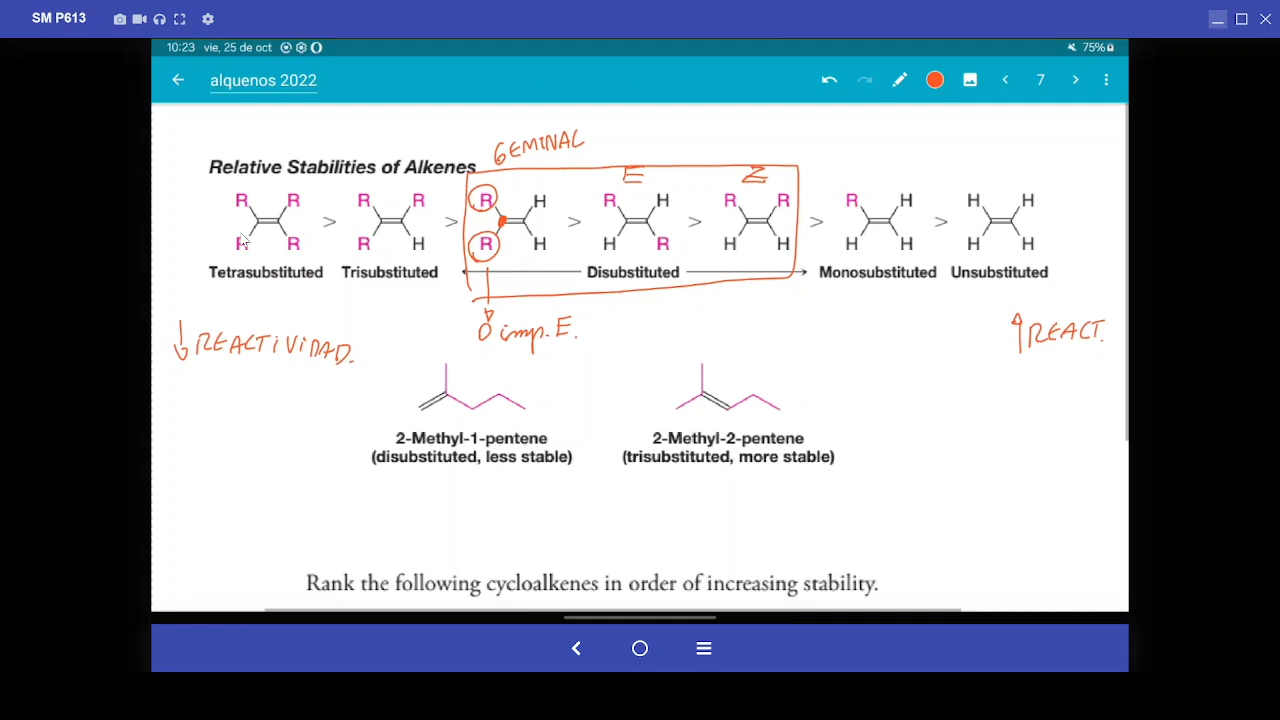 SM P613
10:23 vie, 25 de oct 75%
alquenos 2022 7
GEMINAL
Relative Stabilities of Alkenes E Z
R R R R R H R H R R R H H H
> > > > > >
R R R H R H H R H H H H H H
Tetrasubstituted Trisubstituted Disubstituted Monosubstituted Unsubstituted
↓ REACTIVIDAD. 0 imp. E. ↑ REACT.
2-Methyl-1-pentene 2-Methyl-2-pentene
(disubstituted, less stable) (trisubstituted, more stable)
Rank the following cycloalkenes in order of increasing stability.